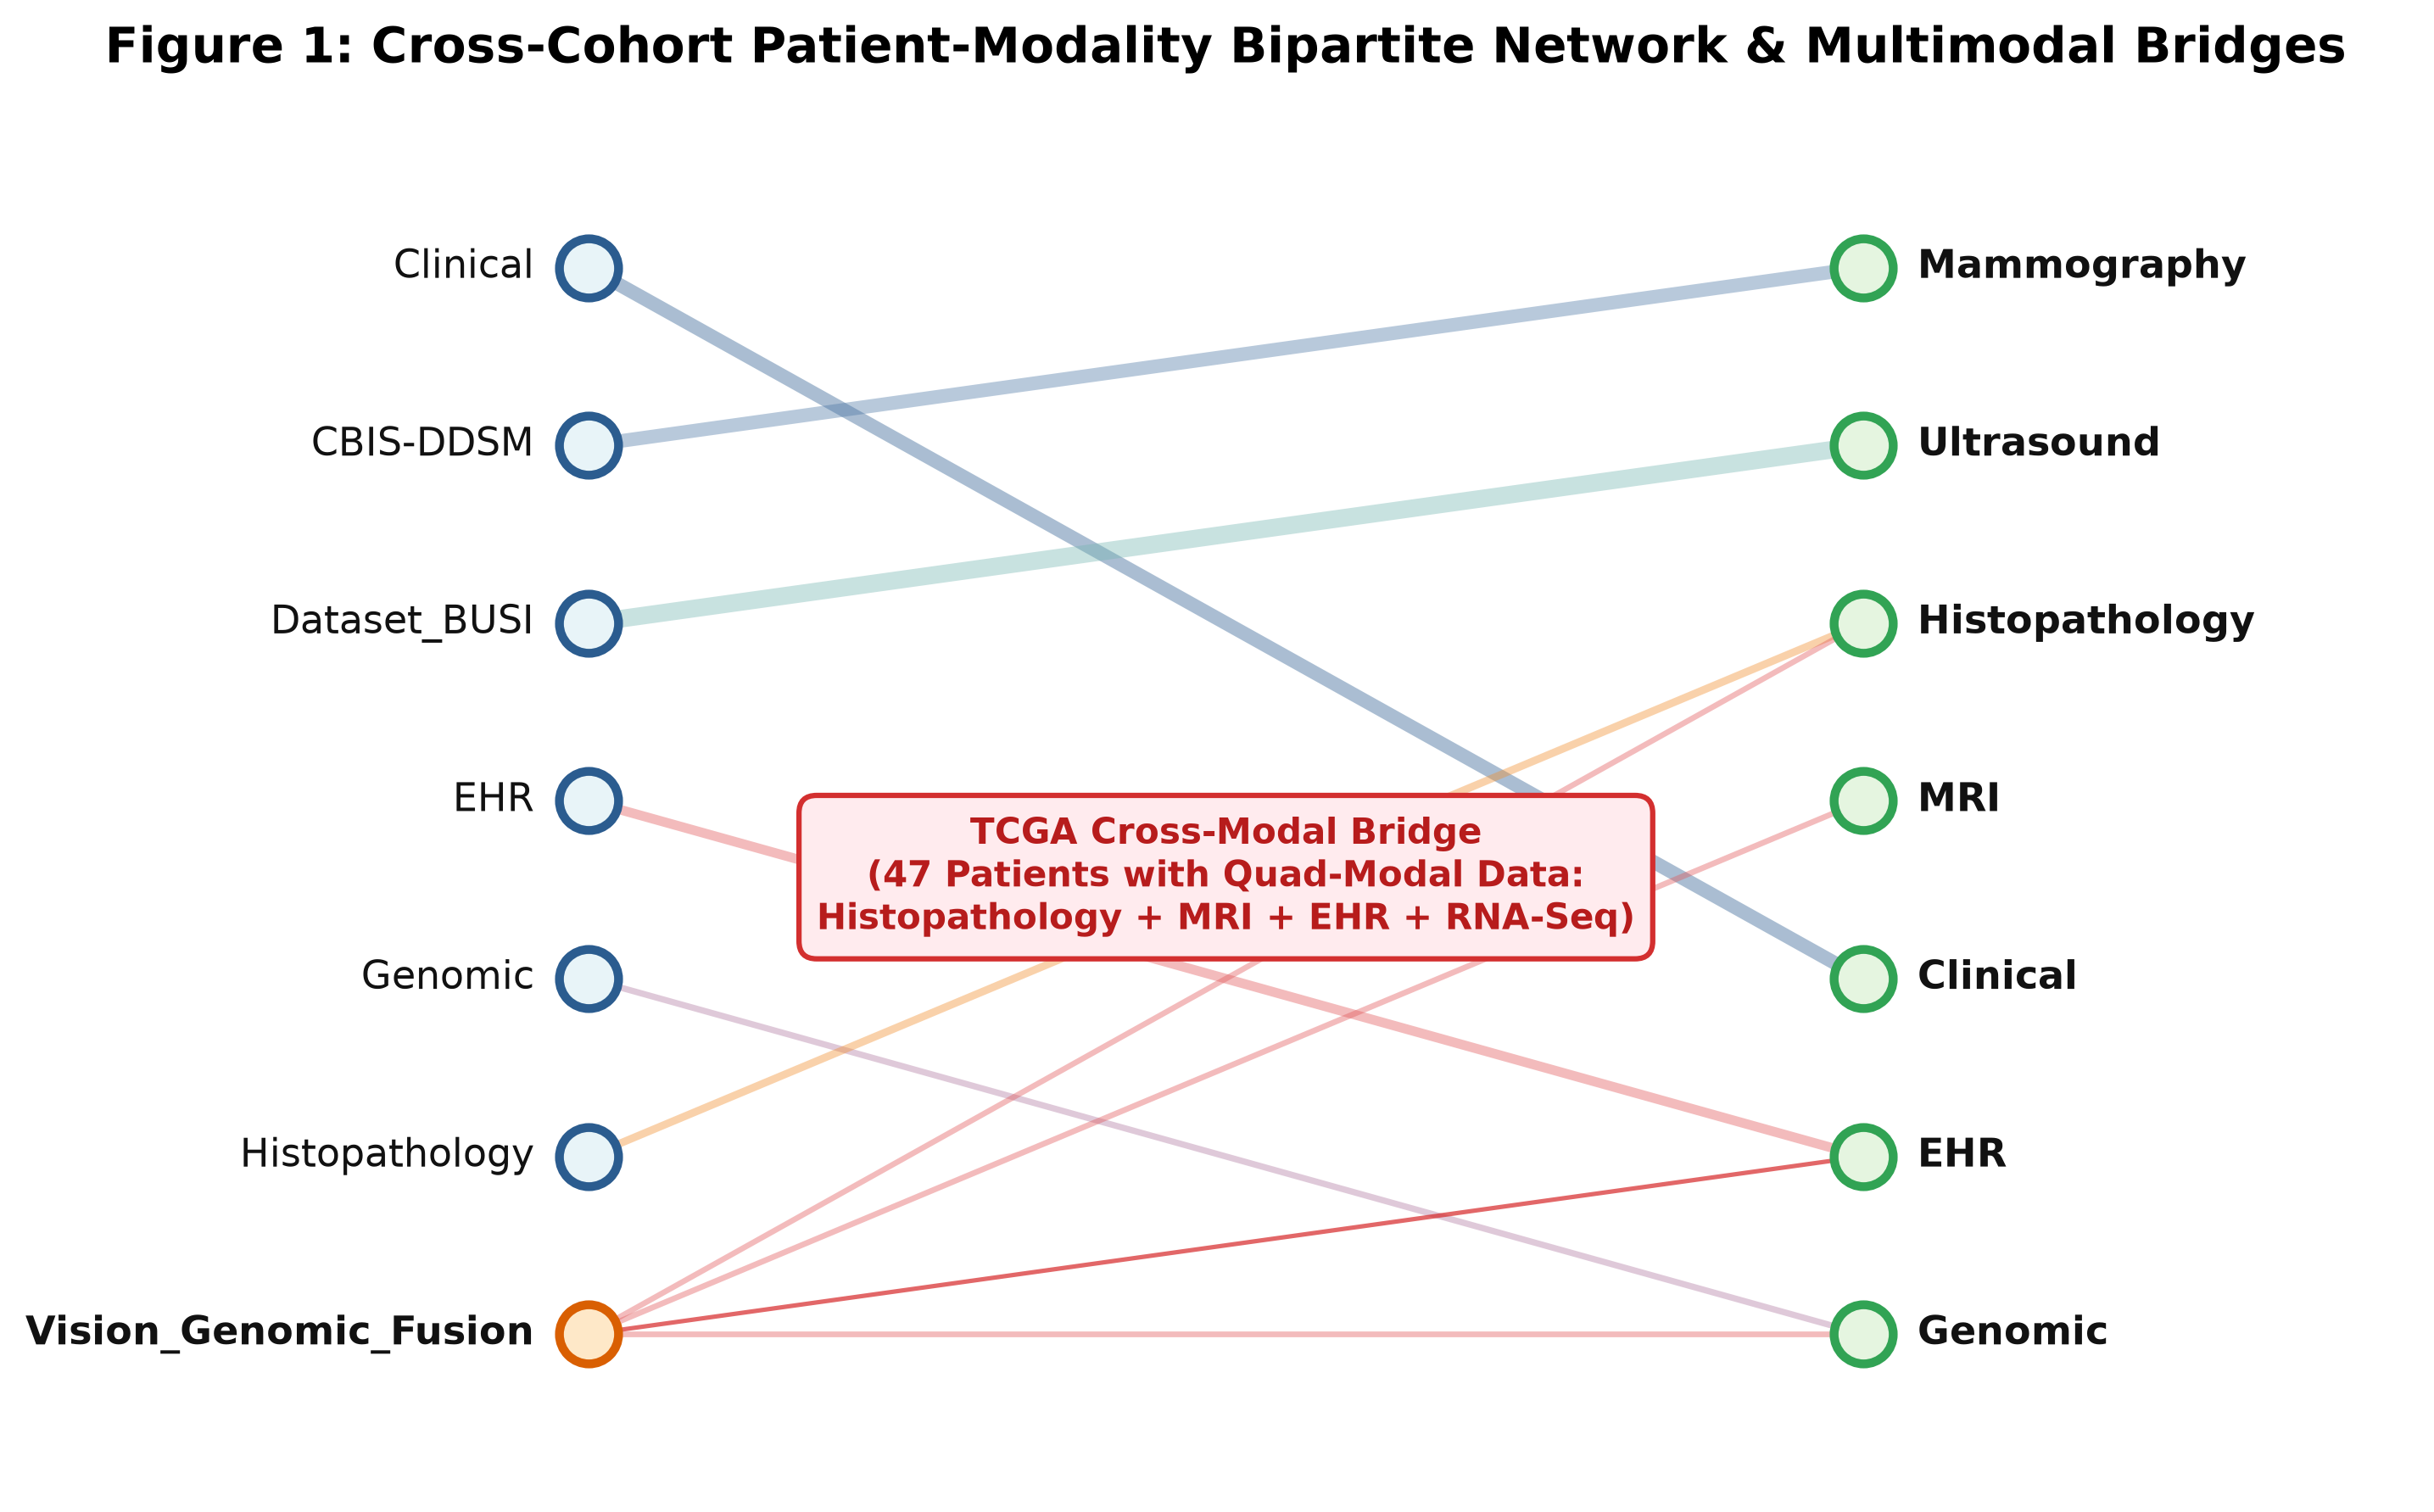 Figure 1: Cross-Cohort Patient-Modality Bipartite Network & Multimodal Bridges
Clinical
CBIS-DDSM
Dataset_BUSI
EHR
Genomic
Histopathology
Vision_Genomic_Fusion
TCGA Cross-Modal Bridge
(47 Patients with Quad-Modal Data:
Histopathology + MRI + EHR + RNA-Seq)
Mammography
Ultrasound
Histopathology
MRI
Clinical
EHR
Genomic